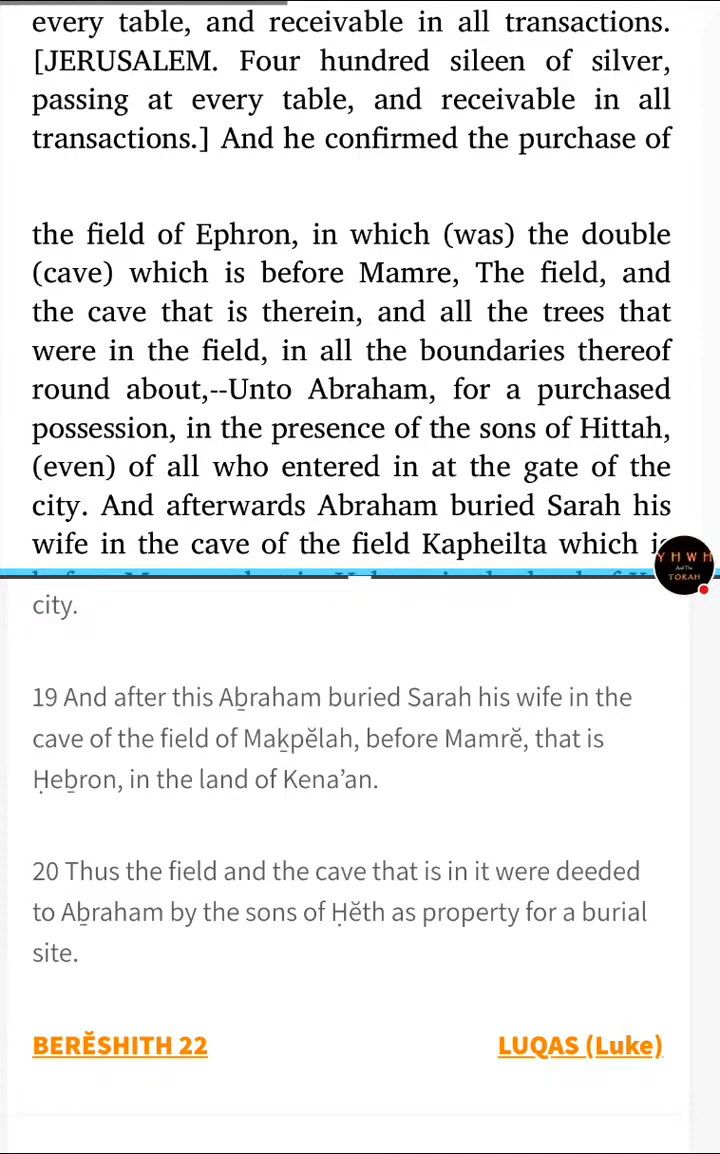 every table, and receivable in all transactions.
[JERUSALEM. Four hundred sileen of silver,
passing at every table, and receivable in all
transactions.] And he confirmed the purchase of
the field of Ephron, in which (was) the double
(cave) which is before Mamre, The field, and
the cave that is therein, and all the trees that
were in the field, in all the boundaries thereof
round about,--Unto Abraham, for a purchased
possession, in the presence of the sons of Hittah,
(even) of all who entered in at the gate of the
city. And afterwards Abraham buried Sarah his
wife in the cave of the field Kapheilta which
YHWH
And The
TORAH
city.
19 And after this Aḇraham buried Sarah his wife in the
cave of the field of Maḵpĕlah, before Mamrĕ, that is
Ḥeḇron, in the land of Kena’an.
20 Thus the field and the cave that is in it were deeded
to Aḇraham by the sons of Ḥĕth as property for a burial
site.
BERĔSHITH 22 LUQAS (Luke)